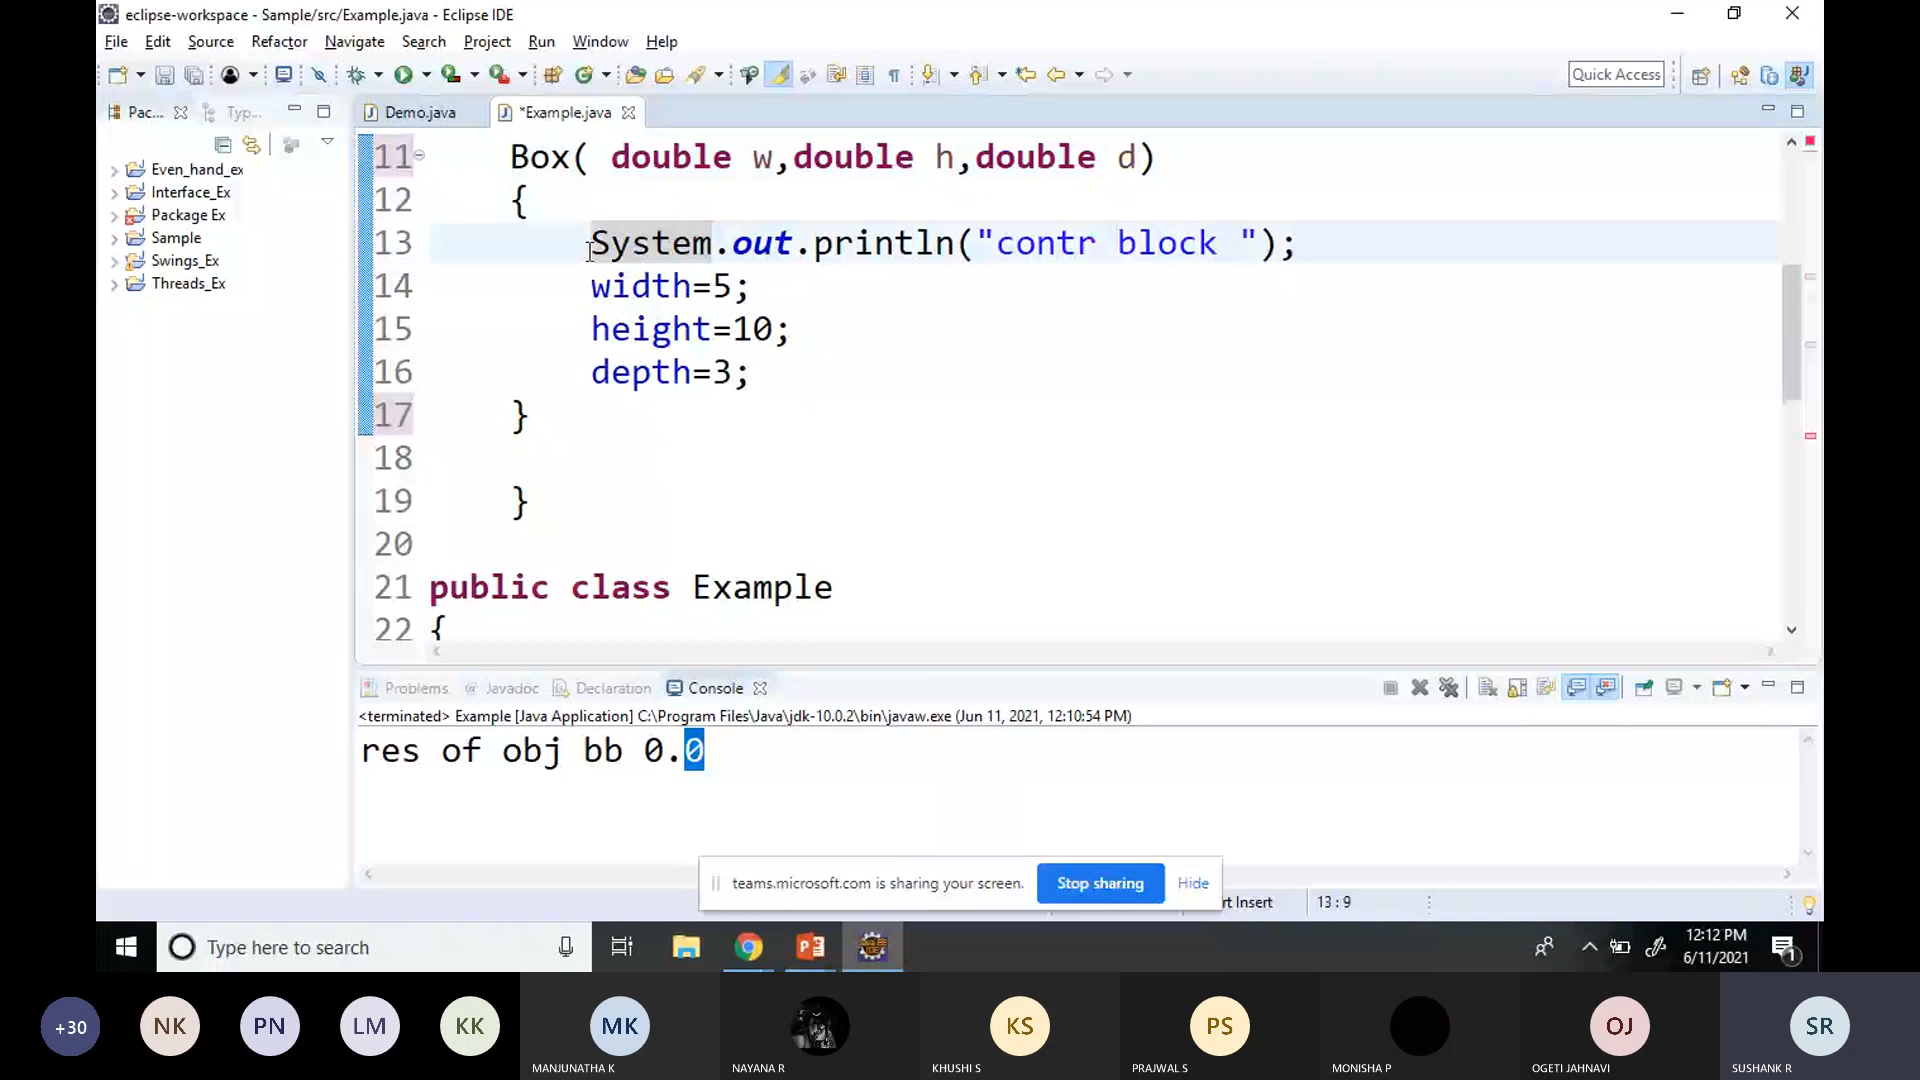 eclipse-workspace - Sample/src/Example.java - Eclipse IDE
File Edit Source Refactor Navigate Search Project Run Window Help
Quick Access
Pac... Typ...
Demo.java *Example.java
Even_hand_ex
Interface_Ex
Package Ex
Sample
Swings_Ex
Threads_Ex
11 Box( double w,double h,double d)
12 {
13 System.out.println("contr block ");
14 width=5;
15 height=10;
16 depth=3;
17 }
18
19 }
20
21 public class Example
22 {
Problems @ Javadoc Declaration Console
<terminated> Example [Java Application] C:\Program Files\Java\jdk-10.0.2\bin\javaw.exe (Jun 11, 2021, 12:10:54 PM)
res of obj bb 0.0
teams.microsoft.com is sharing your screen. Stop sharing Hide
rt Insert 13 : 9
Type here to search
12:12 PM
6/11/2021
1
+30 NK PN LM KK MK KS PS OJ SR
MANJUNATHA K NAYANA R KHUSHI S PRAJWAL S MONISHA P OGETI JAHNAVI SUSHANK R